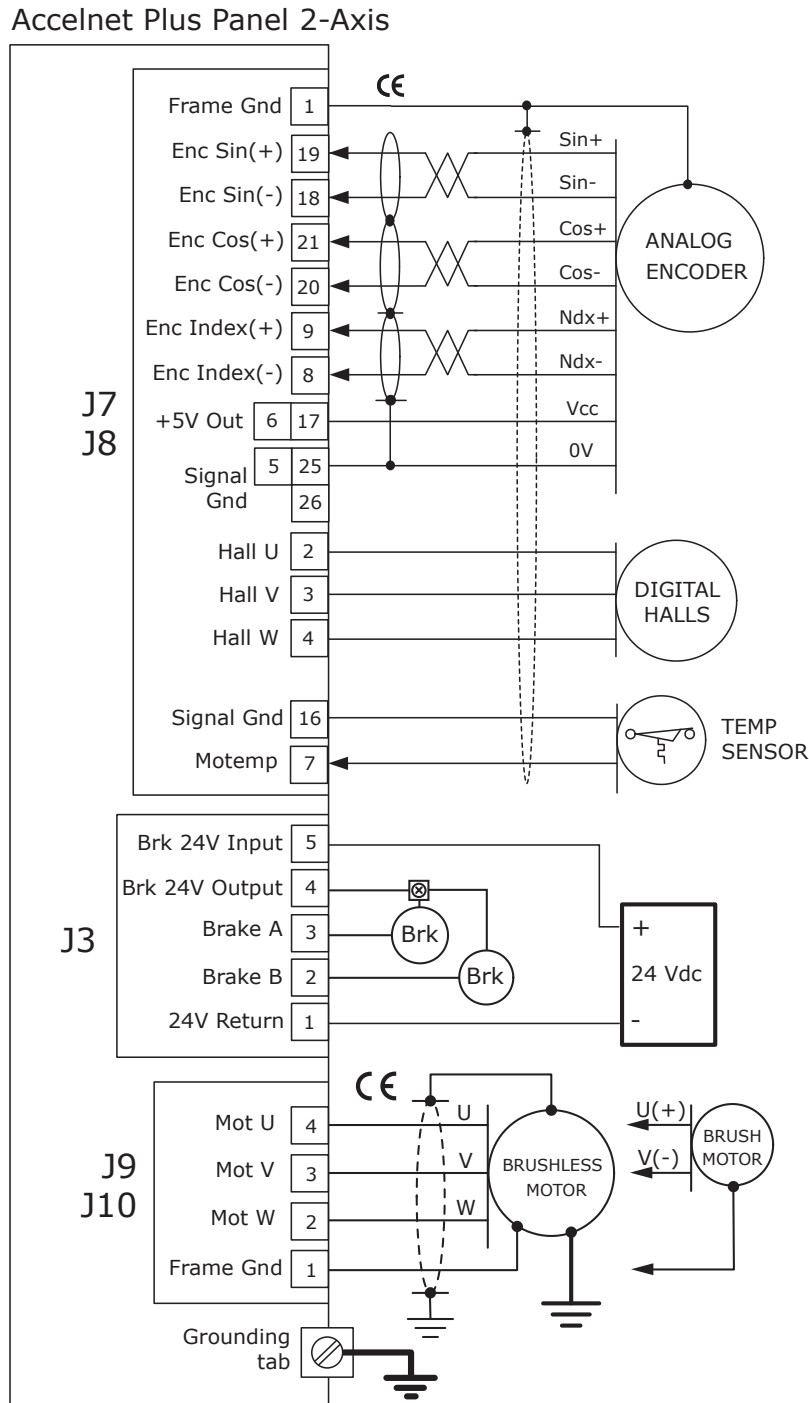 Accelnet Plus Panel 2-Axis
CE
Frame Gnd 1
Enc Sin(+) 19 Sin+
Enc Sin(-) 18 Sin-
Enc Cos(+) 21 Cos+
Enc Cos(-) 20 Cos-
Enc Index(+) 9 Ndx+
Enc Index(-) 8 Ndx-
ANALOG
ENCODER
J7
J8
+5V Out 6 17 Vcc
5 25 0V
Signal
Gnd
26
Hall U 2
Hall V 3
Hall W 4
DIGITAL
HALLS
Signal Gnd 16
Motemp 7
TEMP
SENSOR
J3
Brk 24V Input 5
Brk 24V Output 4
Brake A 3 Brk
Brake B 2 Brk
24V Return 1
+
24 Vdc
-
CE
J9
J10
Mot U 4 U
Mot V 3 V
Mot W 2 W
Frame Gnd 1
BRUSHLESS
MOTOR
U(+)
V(-)
BRUSH
MOTOR
Grounding
tab